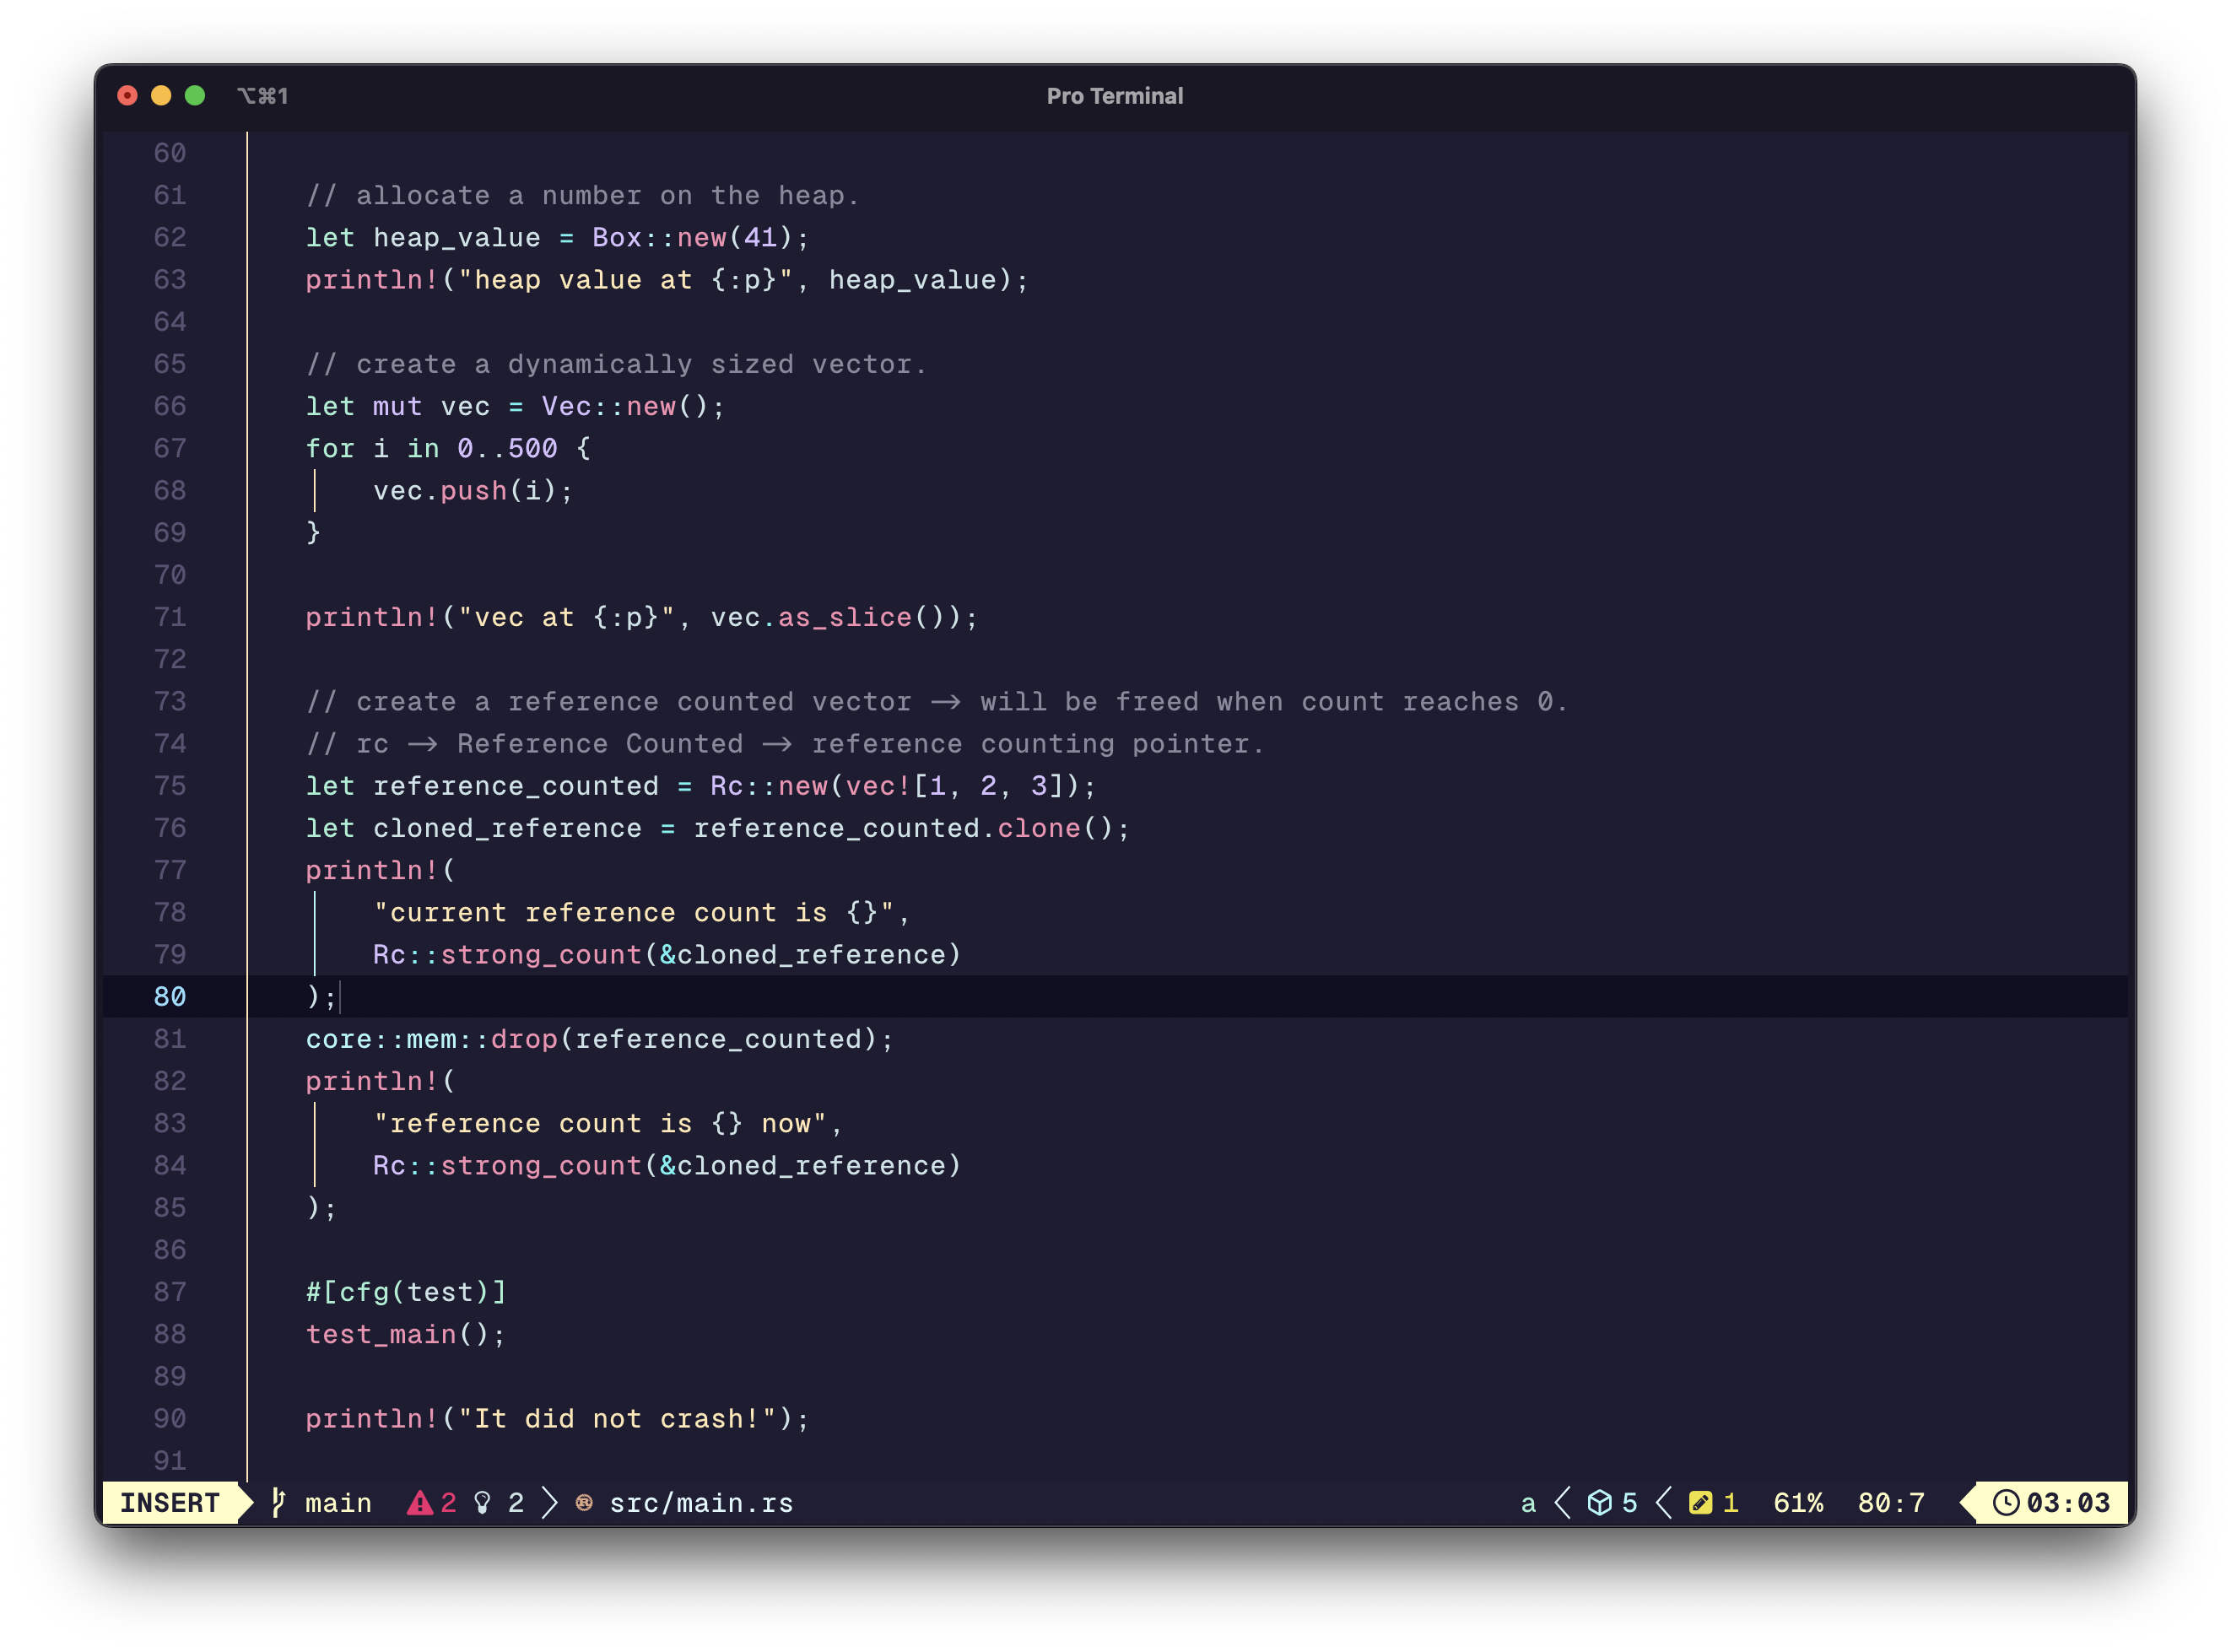 ⌥⌘1 Pro Terminal
60
61 // allocate a number on the heap.
62 let heap_value = Box::new(41);
63 println!("heap value at {:p}", heap_value);
64
65 // create a dynamically sized vector.
66 let mut vec = Vec::new();
67 for i in 0..500 {
68 vec.push(i);
69 }
70
71 println!("vec at {:p}", vec.as_slice());
72
73 // create a reference counted vector -> will be freed when count reaches 0.
74 // rc -> Reference Counted -> reference counting pointer.
75 let reference_counted = Rc::new(vec![1, 2, 3]);
76 let cloned_reference = reference_counted.clone();
77 println!(
78 "current reference count is {}",
79 Rc::strong_count(&cloned_reference)
80 );
81 core::mem::drop(reference_counted);
82 println!(
83 "reference count is {} now",
84 Rc::strong_count(&cloned_reference)
85 );
86
87 #[cfg(test)]
88 test_main();
89
90 println!("It did not crash!");
91
INSERT main 2 2 src/main.rs a 5 1 61% 80:7 03:03